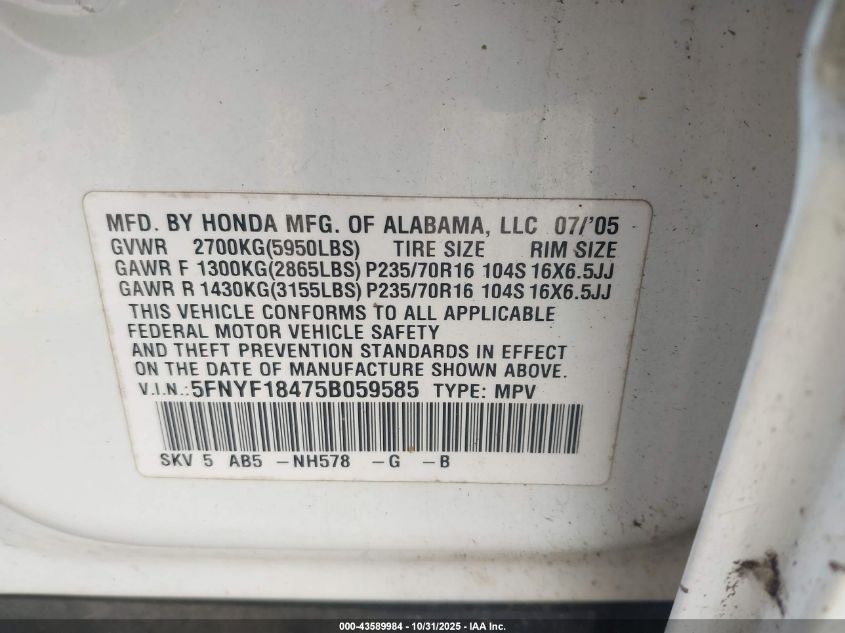 MFD. BY HONDA MFG. OF ALABAMA, LLC 07/'05
GVWR 2700KG(5950LBS) TIRE SIZE RIM SIZE
GAWR F 1300KG(2865LBS) P235/70R16 104S 16X6.5JJ
GAWR R 1430KG(3155LBS) P235/70R16 104S 16X6.5JJ
THIS VEHICLE CONFORMS TO ALL APPLICABLE
FEDERAL MOTOR VEHICLE SAFETY
AND THEFT PREVENTION STANDARDS IN EFFECT
ON THE DATE OF MANUFACTURE SHOWN ABOVE.
V.I.N.: 5FNYF18475B059585 TYPE: MPV
SKV 5 AB5 -NH578 -G -B
000-43589984 - 10/31/2025 - IAA Inc.